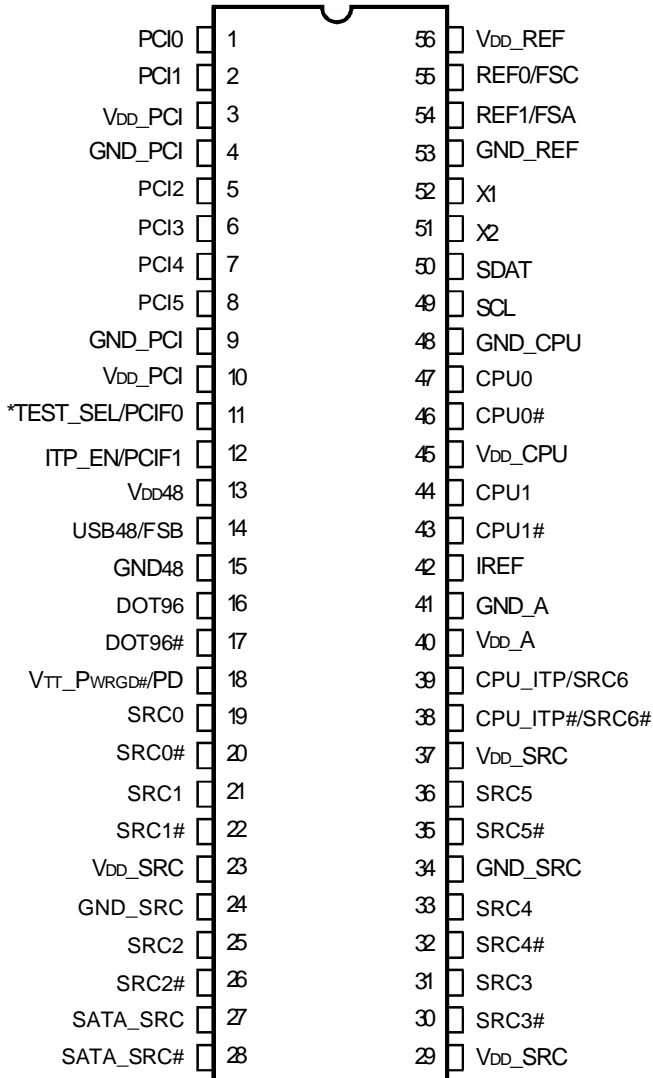 PCI0 1 56 VDD_REF
PCI1 2 55 REF0/FSC
VDD_PCI 3 54 REF1/FSA
GND_PCI 4 53 GND_REF
PCI2 5 52 X1
PCI3 6 51 X2
PCI4 7 50 SDAT
PCI5 8 49 SCL
GND_PCI 9 48 GND_CPU
VDD_PCI 10 47 CPU0
*TEST_SEL/PCIF0 11 46 CPU0#
ITP_EN/PCIF1 12 45 VDD_CPU
VDD48 13 44 CPU1
USB48/FSB 14 43 CPU1#
GND48 15 42 IREF
DOT96 16 41 GND_A
DOT96# 17 40 VDD_A
VTT_PWRGD#/PD 18 39 CPU_ITP/SRC6
SRC0 19 38 CPU_ITP#/SRC6#
SRC0# 20 37 VDD_SRC
SRC1 21 36 SRC5
SRC1# 22 35 SRC5#
VDD_SRC 23 34 GND_SRC
GND_SRC 24 33 SRC4
SRC2 25 32 SRC4#
SRC2# 26 31 SRC3
SATA_SRC 27 30 SRC3#
SATA_SRC# 28 29 VDD_SRC